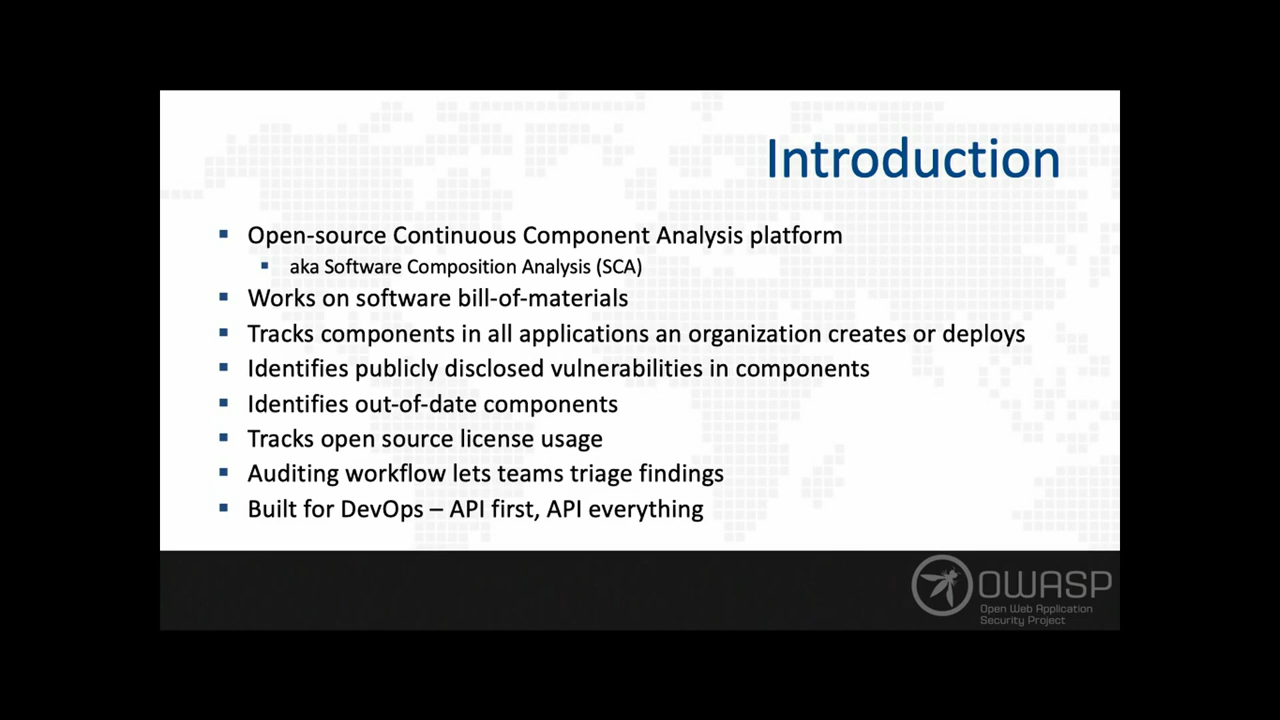 Introduction
Open-source Continuous Component Analysis platform
aka Software Composition Analysis (SCA)
Works on software bill-of-materials
Tracks components in all applications an organization creates or deploys
Identifies publicly disclosed vulnerabilities in components
Identifies out-of-date components
Tracks open source license usage
Auditing workflow lets teams triage findings
Built for DevOps – API first, API everything
OWASP
Open Web Application
Security Project